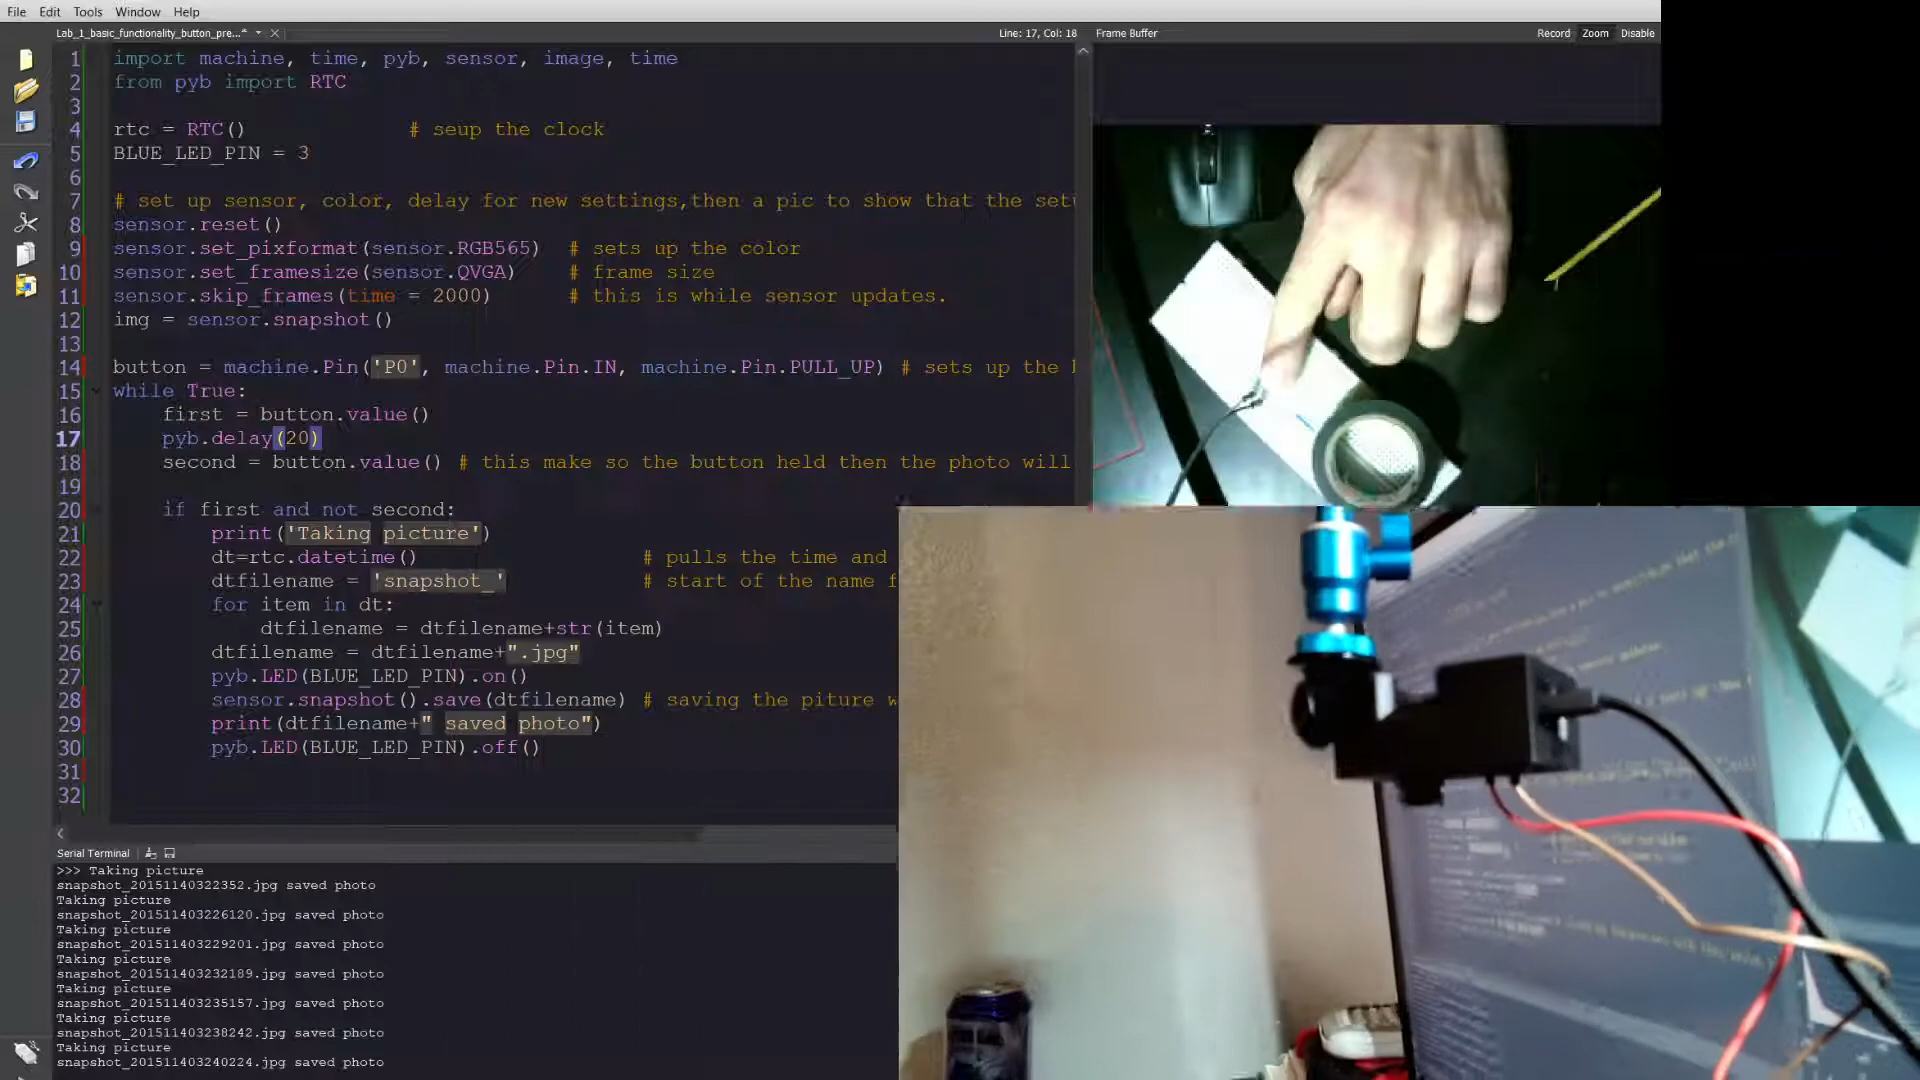 File Edit Tools Window Help
Lab_1_basic_functionality_button_pre...* Line: 17, Col: 18 Frame Buffer Record Zoom Disable
1 import machine, time, pyb, sensor, image, time
2 from pyb import RTC
3
4 rtc = RTC() # seup the clock
5 BLUE_LED_PIN = 3
6
7 # set up sensor, color, delay for new settings,then a pic to show that the set
8 sensor.reset()
9 sensor.set_pixformat(sensor.RGB565) # sets up the color
10 sensor.set_framesize(sensor.QVGA) # frame size
11 sensor.skip_frames(time = 2000) # this is while sensor updates.
12 img = sensor.snapshot()
13
14 button = machine.Pin('P0', machine.Pin.IN, machine.Pin.PULL_UP) # sets up the
15 while True:
16 first = button.value()
17 pyb.delay(20)
18 second = button.value() # this make so the button held then the photo will
19
20 if first and not second:
21 print('Taking picture')
22 dt=rtc.datetime() # pulls the time and
23 dtfilename = 'snapshot_' # start of the name
24 for item in dt:
25 dtfilename = dtfilename+str(item)
26 dtfilename = dtfilename+".jpg"
27 pyb.LED(BLUE_LED_PIN).on()
28 sensor.snapshot().save(dtfilename) # saving the piture
29 print(dtfilename+" saved photo")
30 pyb.LED(BLUE_LED_PIN).off()
31
32
Serial Terminal
>>> Taking picture
snapshot_20151140322352.jpg saved photo
Taking picture
snapshot_201511403226120.jpg saved photo
Taking picture
snapshot_201511403229201.jpg saved photo
Taking picture
snapshot_201511403232189.jpg saved photo
Taking picture
snapshot_201511403235157.jpg saved photo
Taking picture
snapshot_201511403238242.jpg saved photo
Taking picture
snapshot_201511403240224.jpg saved photo